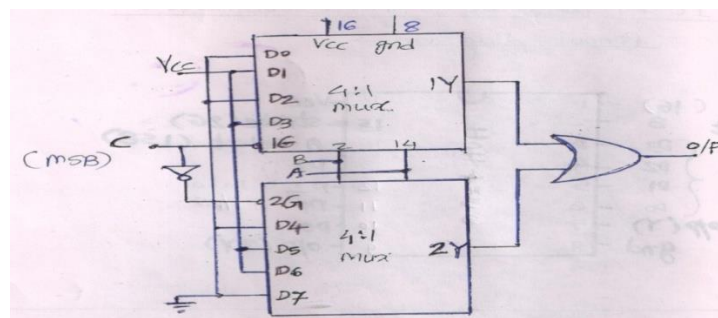 16 8
Vcc gnd
D0
Vcc D1
4:1
mux
1Y
D2
D3
C 1G
(MSB)
B 2 14
A
O/P
2G
D4
4:1
mux
2Y
D5
D6
D7